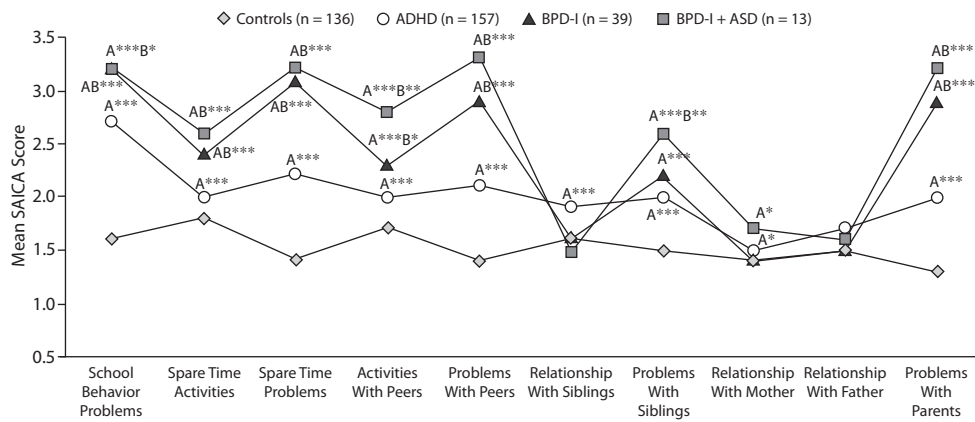 Controls (n = 136) ADHD (n = 157) BPD-I (n = 39) BPD-I + ASD (n = 13)
Mean SAICA Score
3.5
3.0
2.5
2.0
1.5
1.0
0.5
A***B*
AB***
A***
AB***
AB***
A***
AB***
AB***
A***
A***B**
A***B*
A***
AB***
AB***
A***
A***
A***B**
A***
A***
A*
A*
AB***
AB***
A***
School Behavior Problems
Spare Time Activities
Spare Time Problems
Activities With Peers
Problems With Peers
Relationship With Siblings
Problems With Siblings
Relationship With Mother
Relationship With Father
Problems With Parents